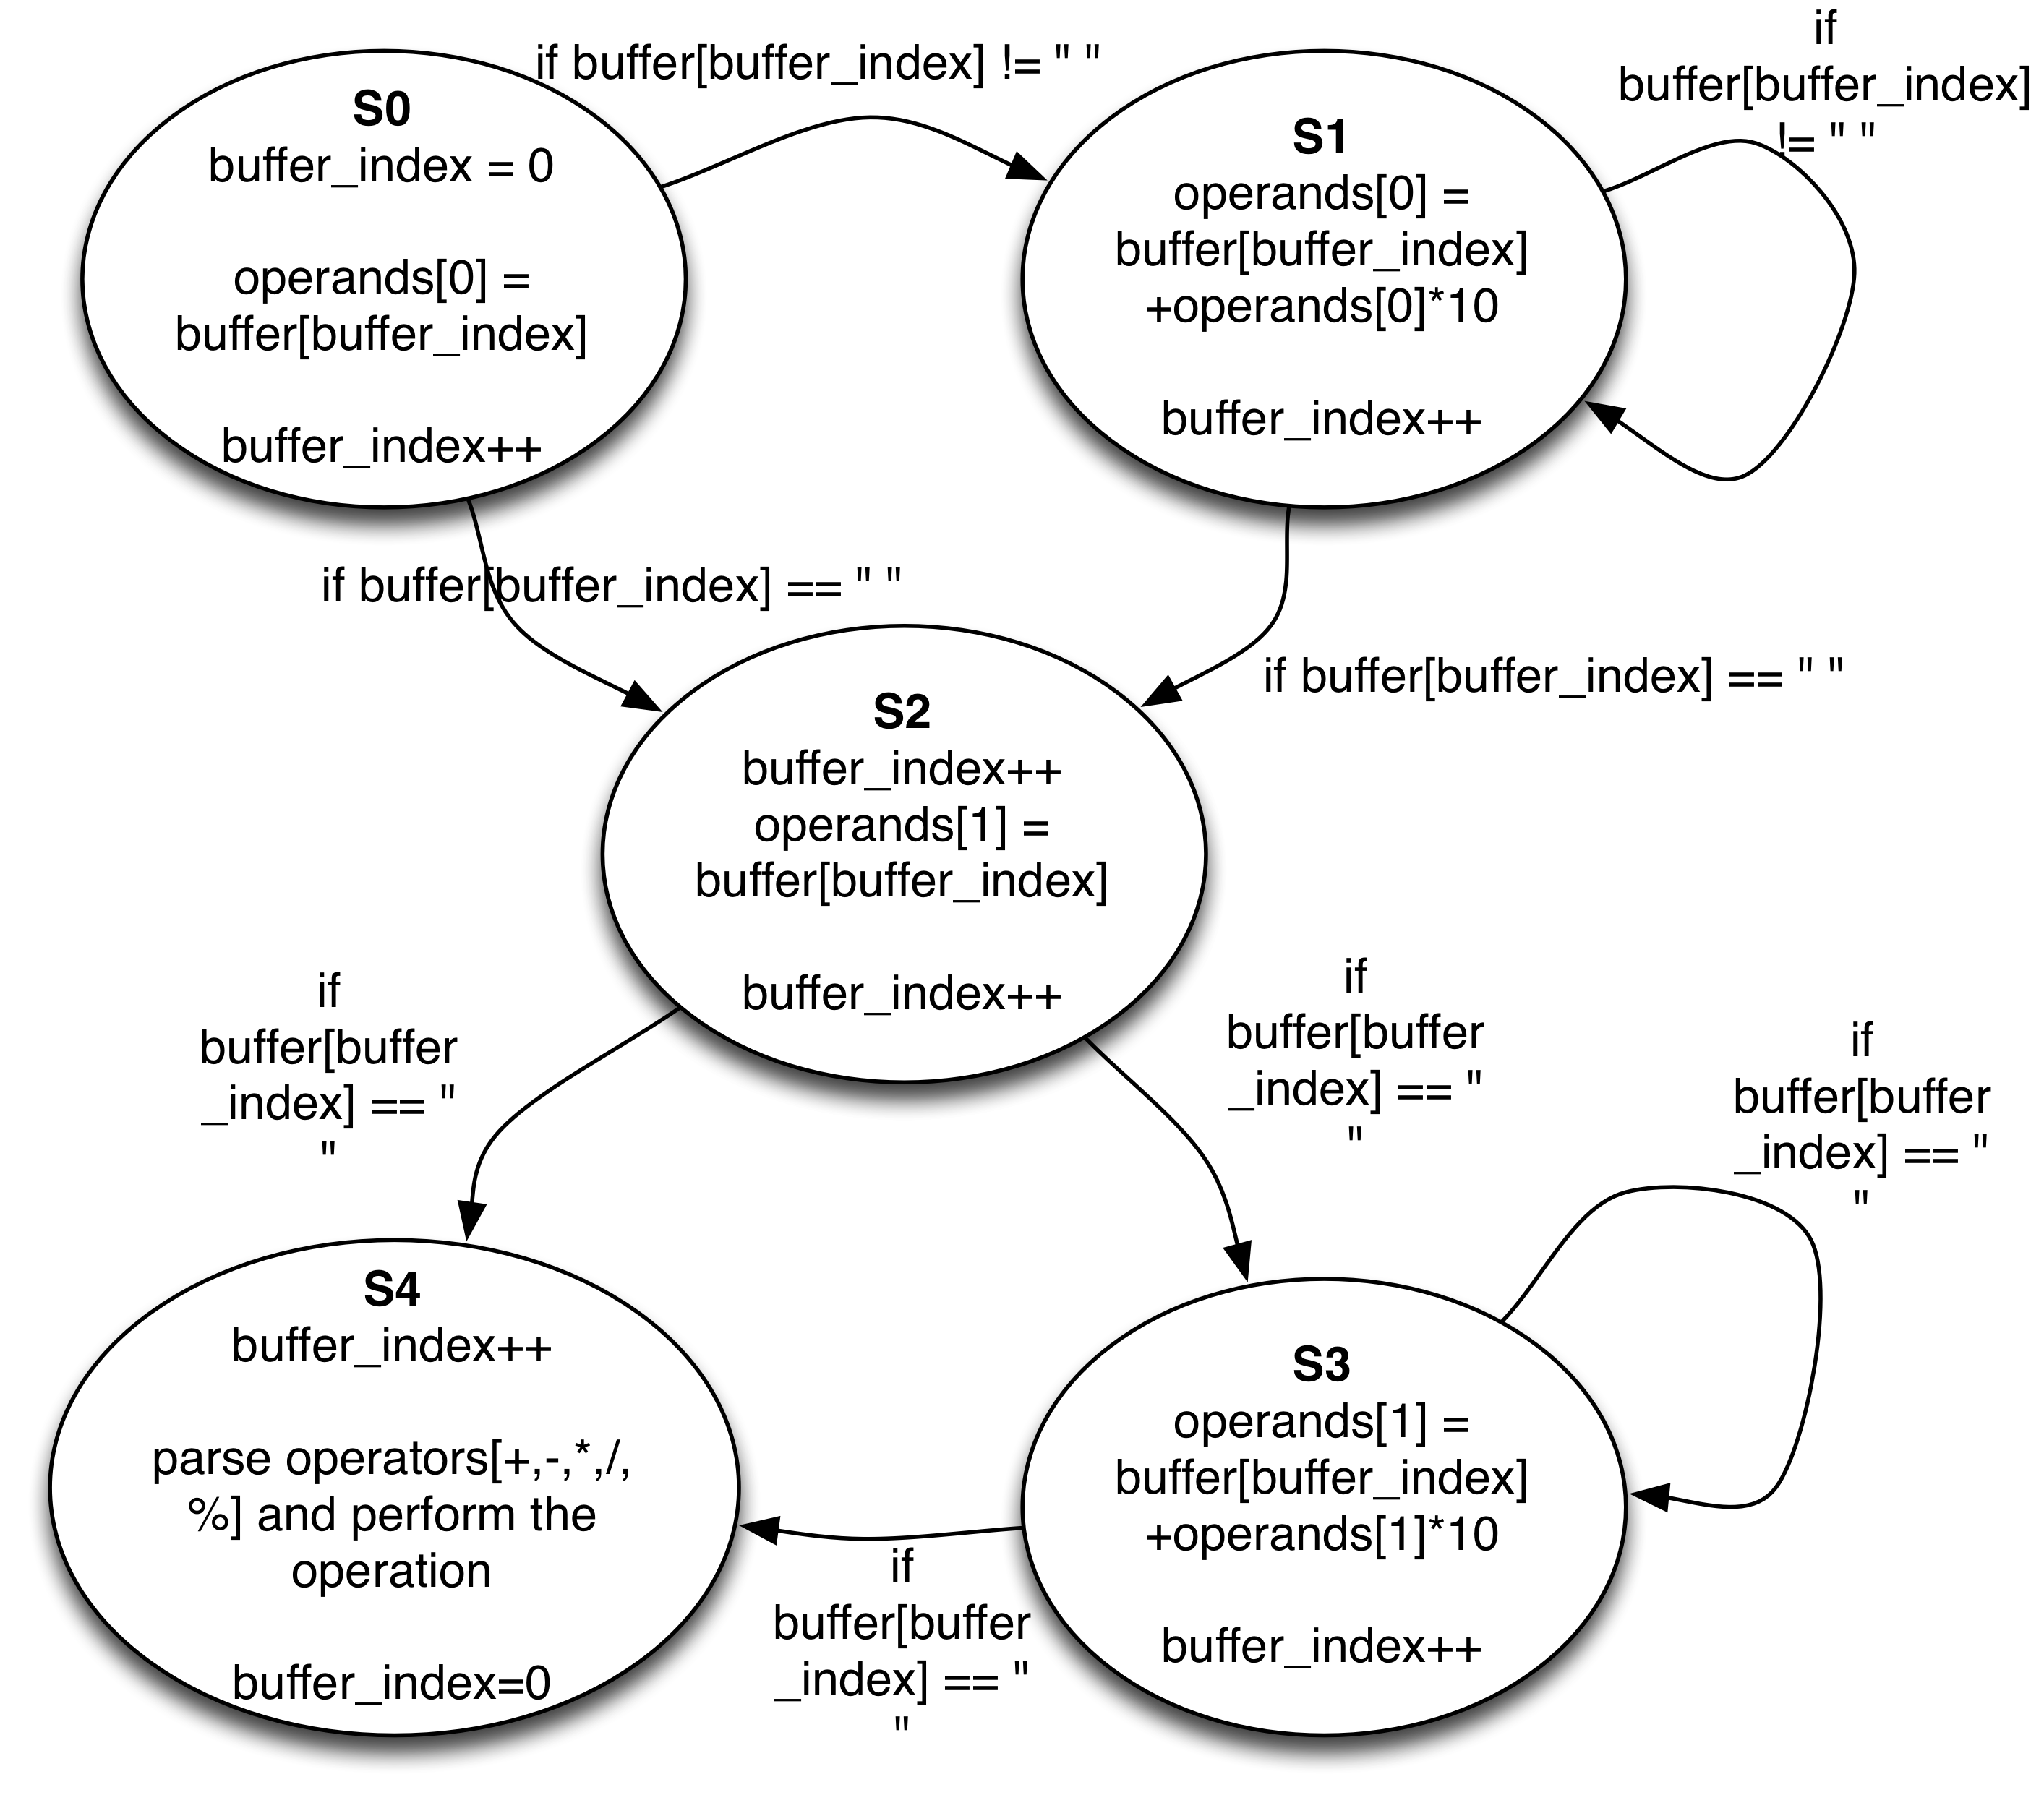 if buffer[buffer_index] != " "
S0
buffer_index = 0
operands[0] =
buffer[buffer_index]
buffer_index++
S1
operands[0] =
buffer[buffer_index]
+operands[0]*10
buffer_index++
if
buffer[buffer_index]
!= " "
if buffer[buffer_index] == " "
if buffer[buffer_index] == " "
S2
buffer_index++
operands[1] =
buffer[buffer_index]
buffer_index++
if
buffer[buffer
_index] == "
"
if
buffer[buffer
_index] == "
"
if
buffer[buffer
_index] == "
"
S4
buffer_index++
parse operators[+,-,*,/,
%] and perform the
operation
buffer_index=0
S3
operands[1] =
buffer[buffer_index]
+operands[1]*10
buffer_index++
if
buffer[buffer
_index] == "
"